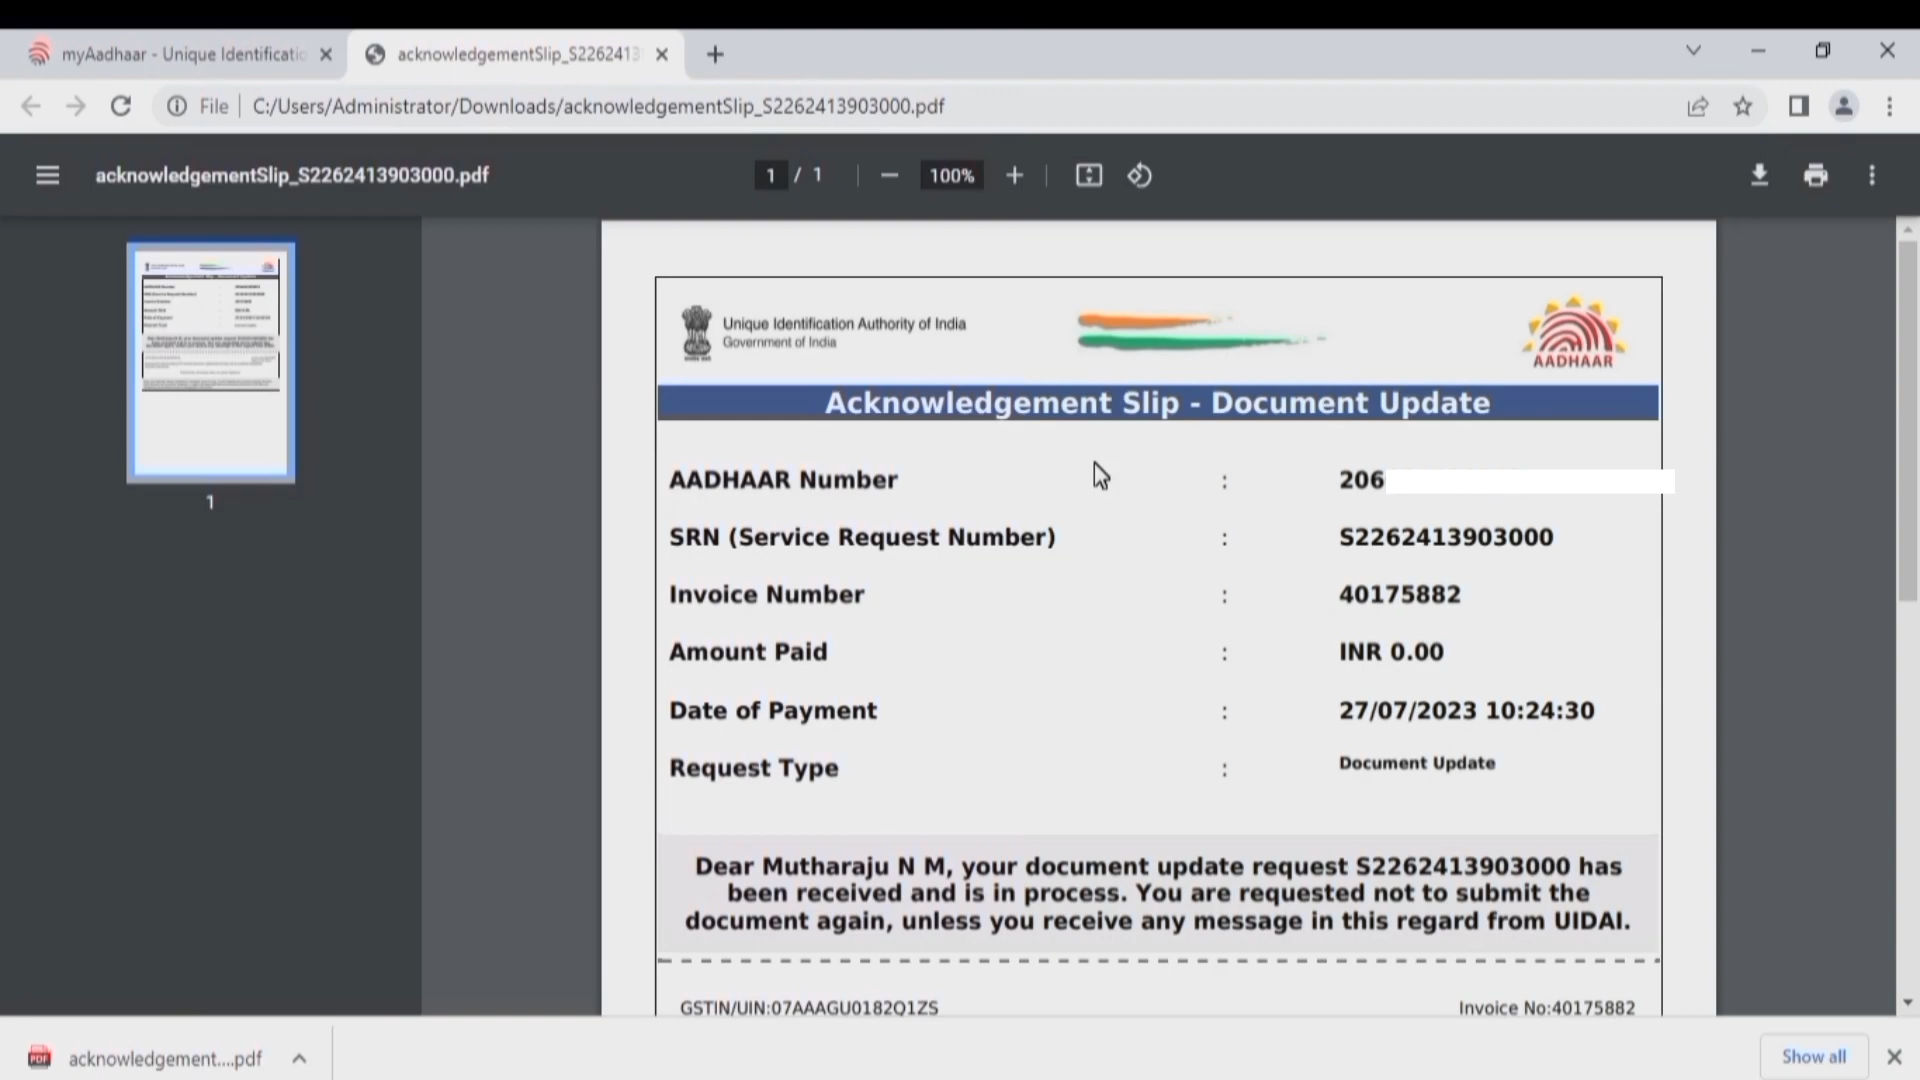 myAadhaar - Unique Identificatio
acknowledgementSlip_S2262413
File
C:/Users/Administrator/Downloads/acknowledgementSlip_S2262413903000.pdf
acknowledgementSlip_S2262413903000.pdf
1 / 1
100%
1
Unique Identification Authority of India
Government of India
AADHAAR
Acknowledgement Slip - Document Update
AADHAAR Number : 206
SRN (Service Request Number) : S2262413903000
Invoice Number : 40175882
Amount Paid : INR 0.00
Date of Payment : 27/07/2023 10:24:30
Request Type : Document Update
Dear Mutharaju N M, your document update request S2262413903000 has
been received and is in process. You are requested not to submit the
document again, unless you receive any message in this regard from UIDAI.
GSTIN/UIN:07AAAGU0182Q1ZS
Invoice No:40175882
PDF
acknowledgement....pdf
Show all